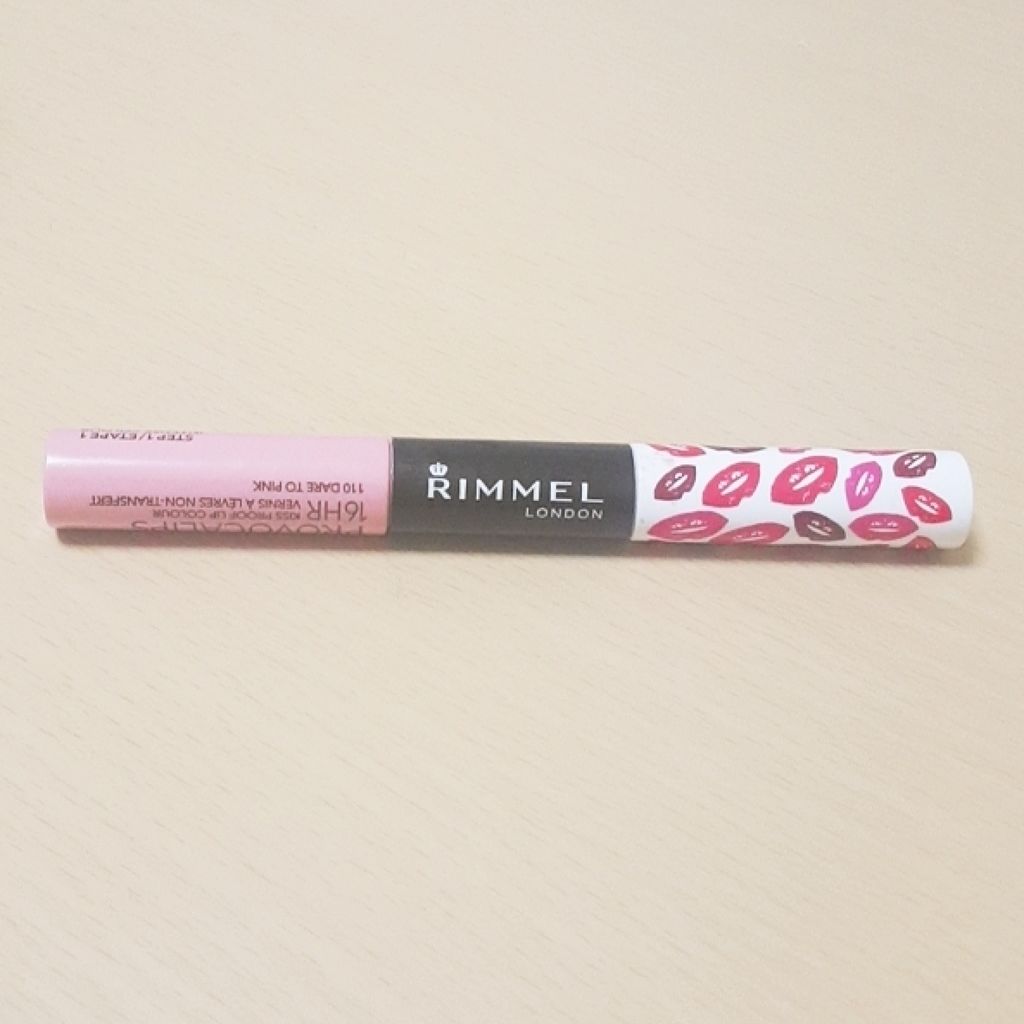 RIMMEL
LONDON
PROVOCALIPS
16HR KISS PROOF LIP COLOUR
VERNIS À LÈVRES NON-TRANSFERT
110 DARE TO PINK
STEP 1/ETAPE 1